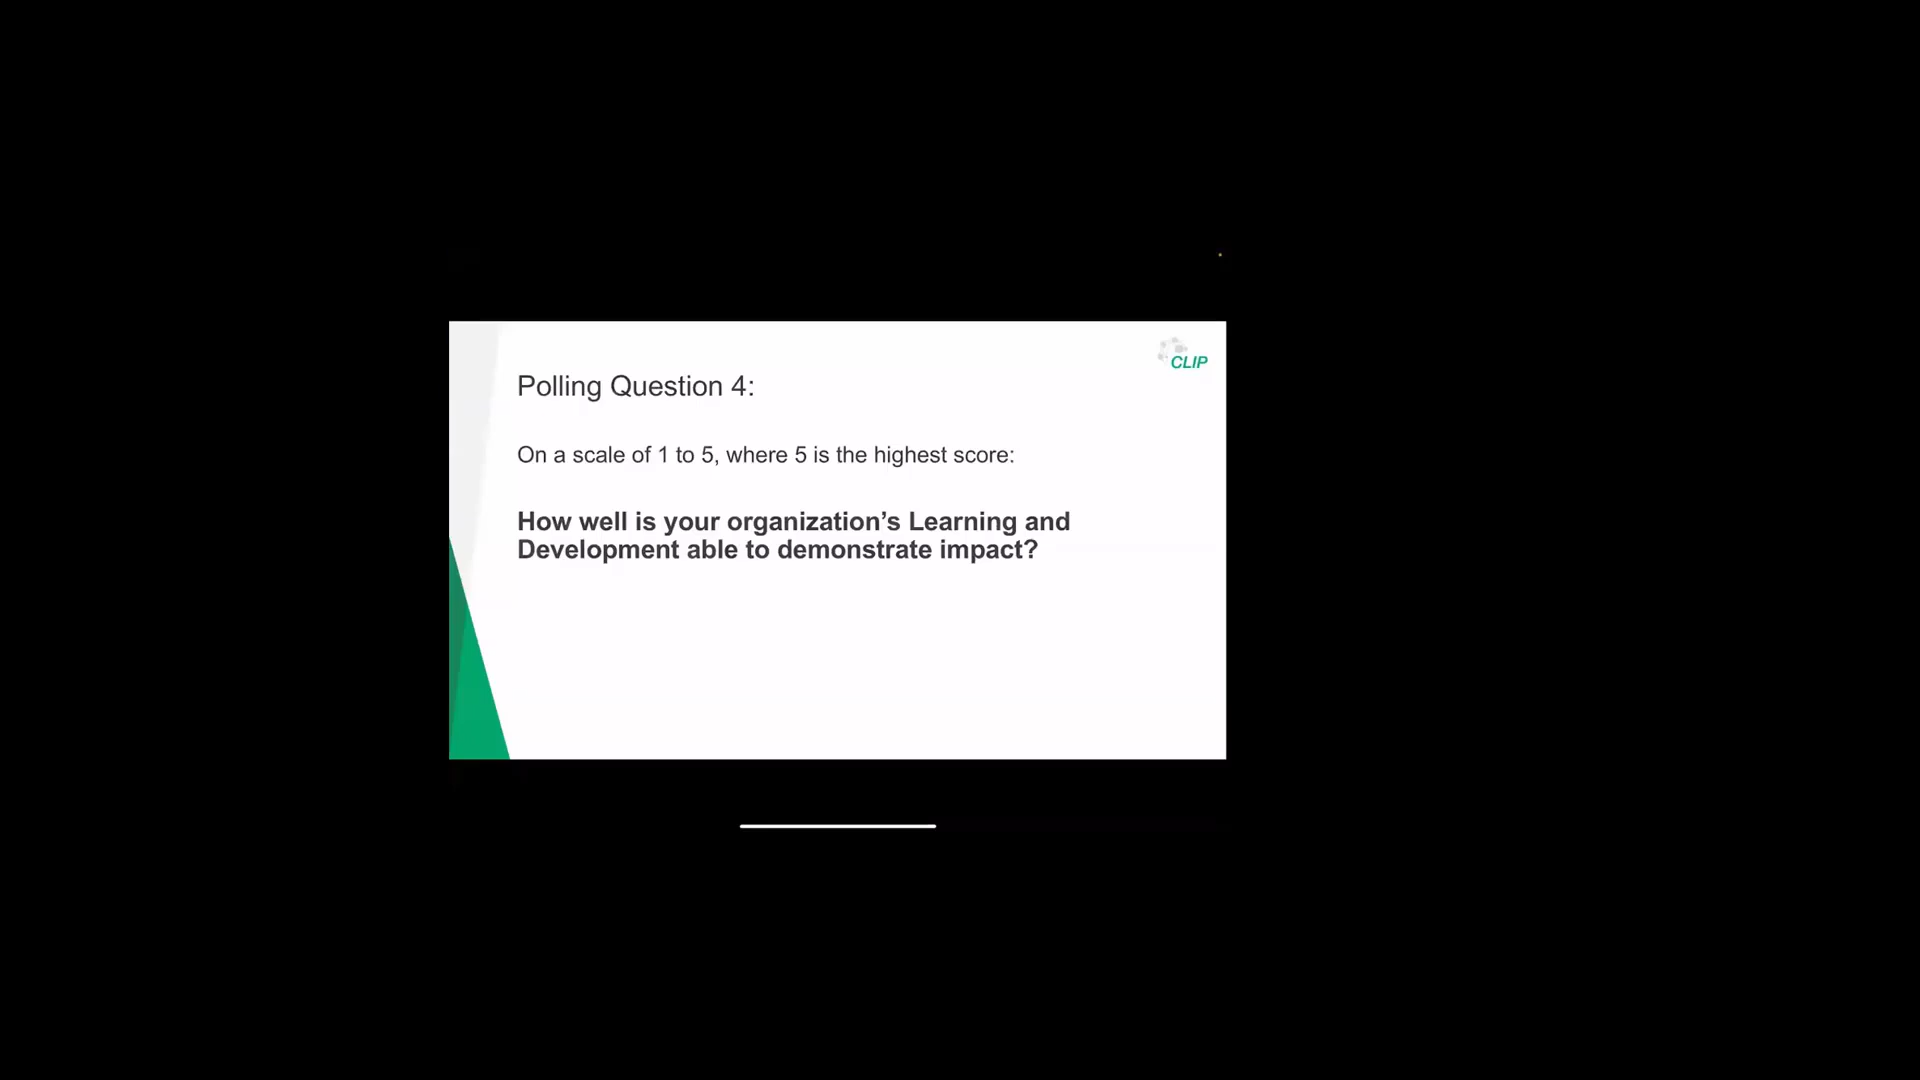 CLIP
Polling Question 4:
On a scale of 1 to 5, where 5 is the highest score:
How well is your organization’s Learning and
Development able to demonstrate impact?